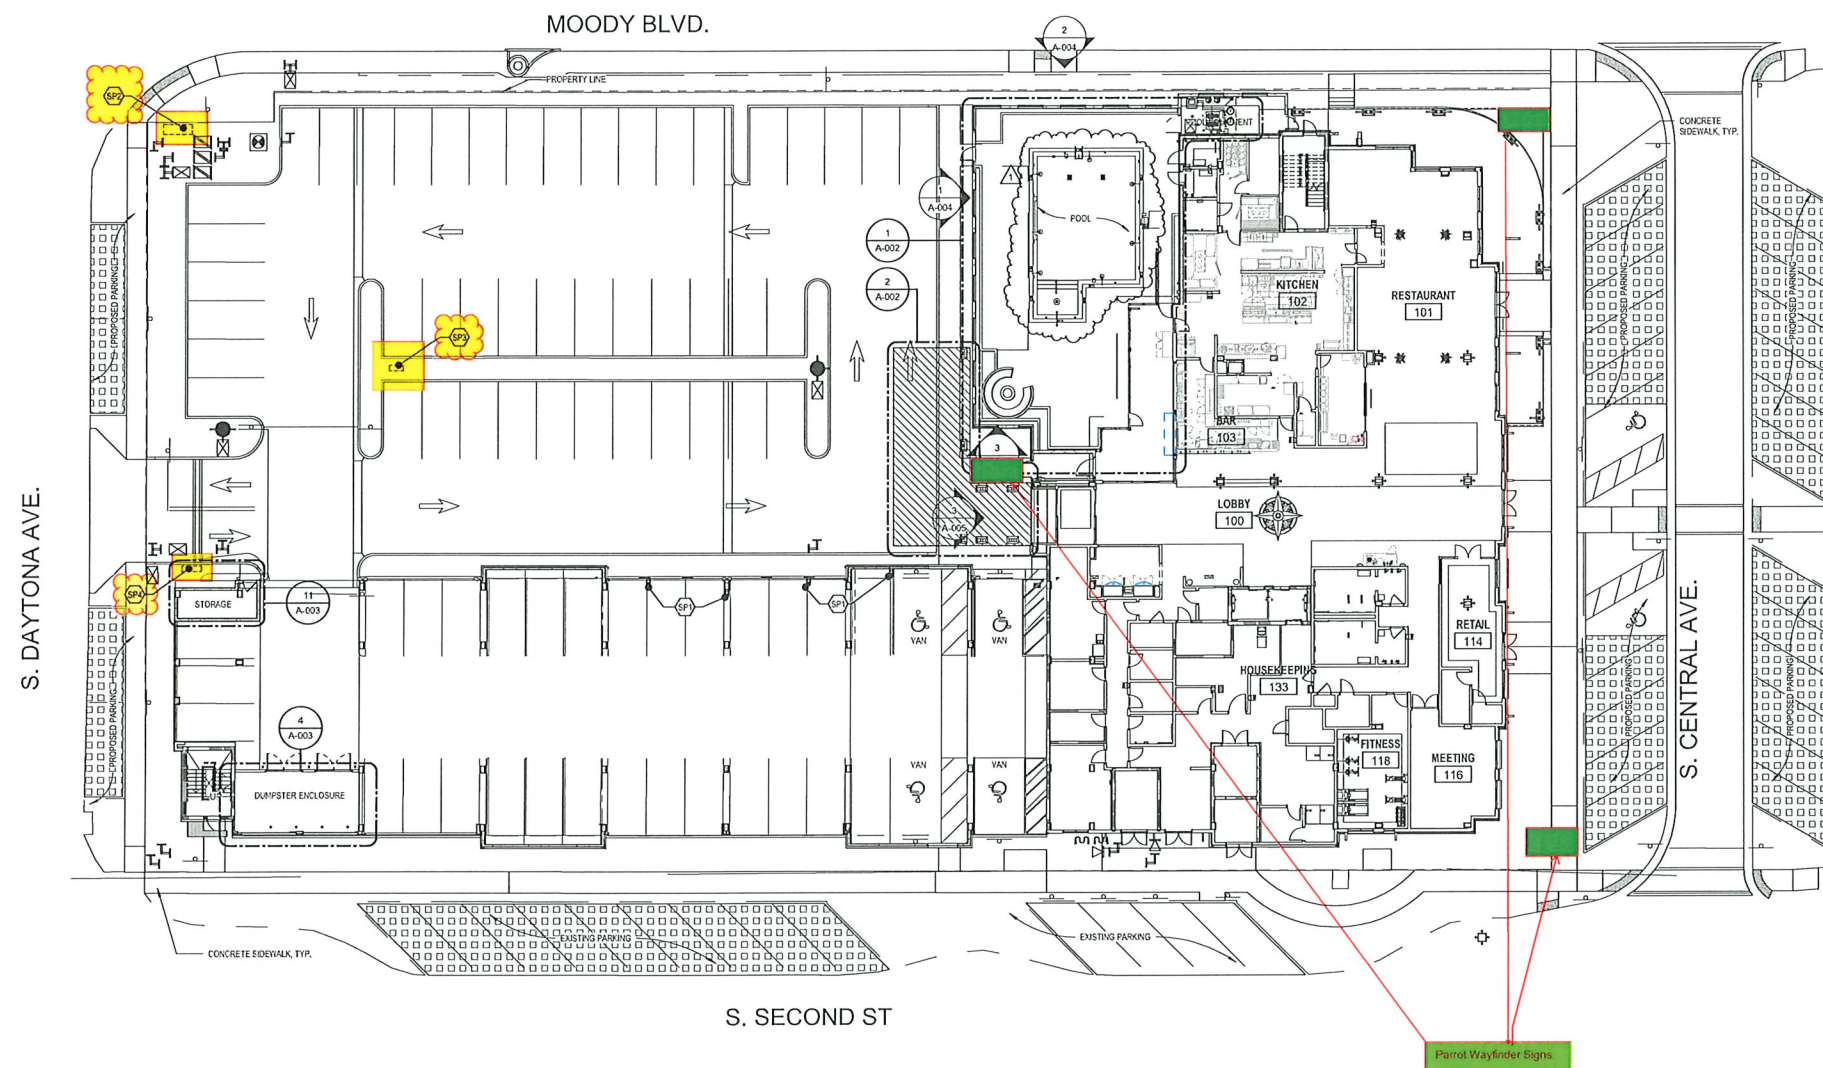 MOODY BLVD.
2
A-004
SP2
PROPERTY LINE
CONCRETE
SIDEWALK, TYP.
1
A-004
1
POOL
1
A-002
2
A-002
KITCHEN
102
RESTAURANT
101
PROPOSED PARKING
PROPOSED PARKING
PROPOSED PARKING
SP3
BAR
103
3
LOBBY
100
3
A-005
S. DAYTONA AVE.
SP4
STORAGE
11
A-003
SP1
SP1
VAN
VAN
RETAIL
114
HOUSEKEEPING
133
S. CENTRAL AVE.
PROPOSED PARKING
PROPOSED PARKING
PROPOSED PARKING
4
A-003
UP
DUMPSTER ENCLOSURE
VAN
VAN
FITNESS
118
MEETING
116
EXISTING PARKING
EXISTING PARKING
CONCRETE SIDEWALK, TYP.
S. SECOND ST
Parrot Wayfinder Signs